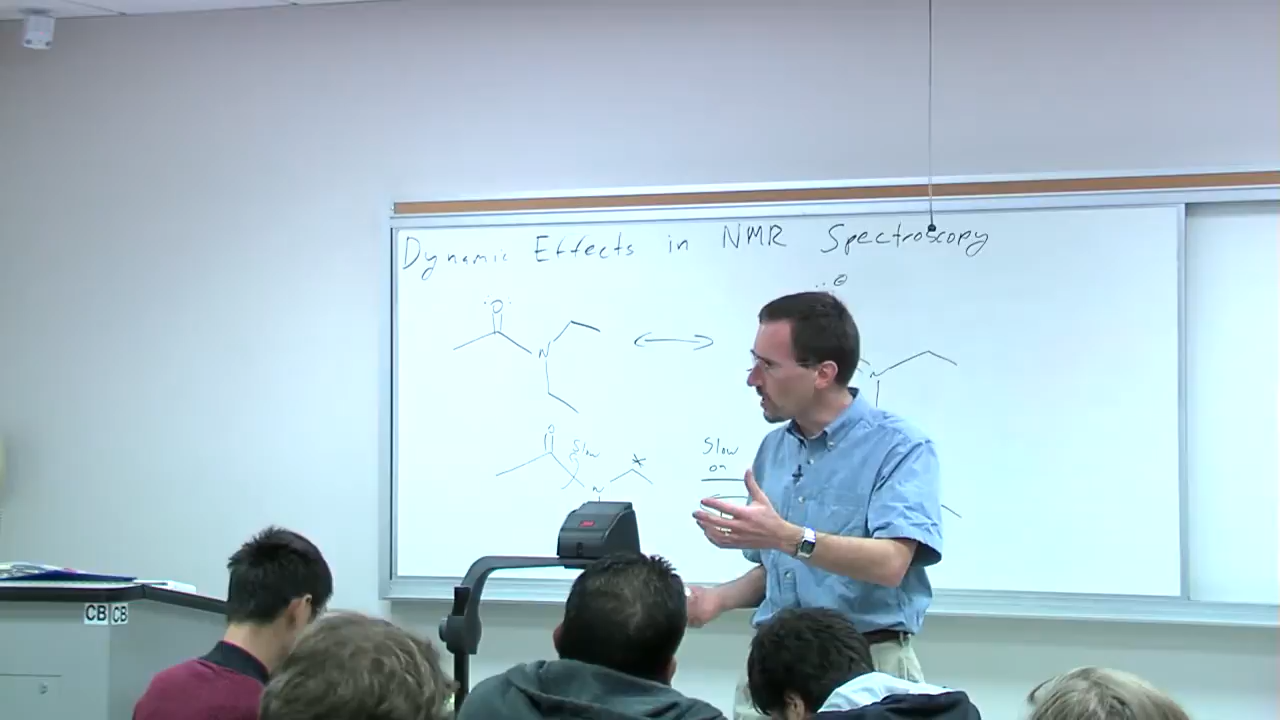 Dynamic Effects in NMR Spectroscopy
O
N
N
O
Slow
N
*
Slow
on
CB CB